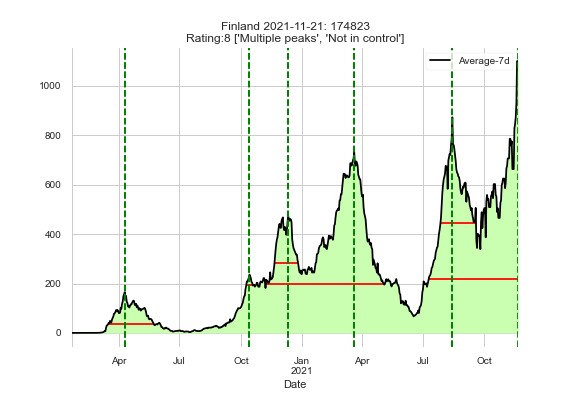 Finland 2021-11-21: 174823
Rating:8 ['Multiple peaks', 'Not in control']
Average-7d
1000
800
600
400
200
0
Apr Jul Oct Jan Apr Jul Oct
2021
Date